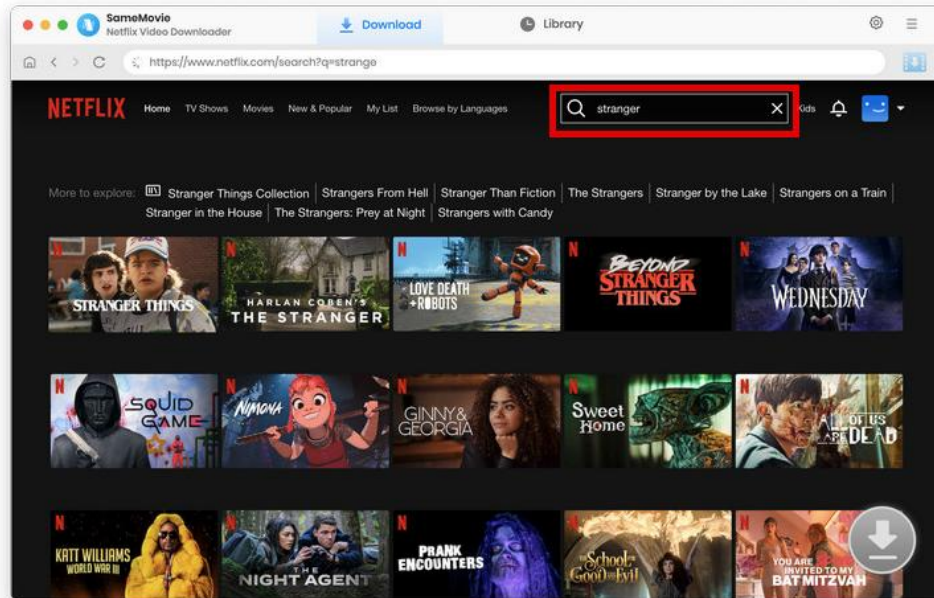 SameMovie
Netflix Video Downloader
Download
Library
https://www.netflix.com/search?q=strange
NETFLIX
Home TV Shows Movies New & Popular My List Browse by Languages
stranger
Kids
More to explore: Stranger Things Collection | Strangers From Hell | Stranger Than Fiction | The Strangers | Stranger by the Lake | Strangers on a Train |
Stranger in the House | The Strangers: Prey at Night | Strangers with Candy
STRANGER THINGS
HARLAN COBEN'S
THE STRANGER
LOVE DEATH
+ROBOTS
BEYOND
STRANGER
THINGS
WEDNESDAY
SQUID
GAME
NIMONA
GINNY&
GEORGIA
Sweet
Home
ALL OF US
ARE DEAD
KATT WILLIAMS
WORLD WAR III
THE
NIGHT AGENT
PRANK
ENCOUNTERS
The School for
Good and Evil
YOU ARE
SO NOT
INVITED TO MY
BAT MITZVAH